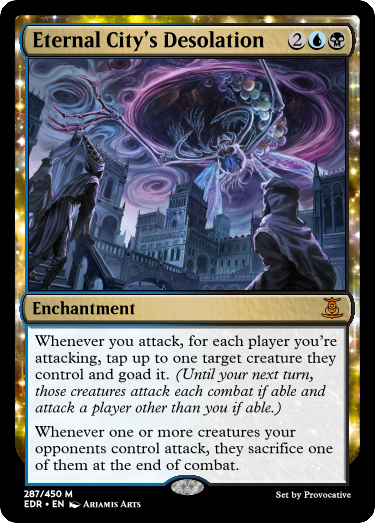 Eternal City's Desolation 2
Enchantment
Whenever you attack, for each player you're
attacking, tap up to one target creature they
control and goad it. (Until your next turn,
those creatures attack each combat if able and
attack a player other than you if able.)
Whenever one or more creatures your
opponents control attack, they sacrifice one
of them at the end of combat.
287/450 M
EDR • EN Ariamis Arts
Set by Provocative